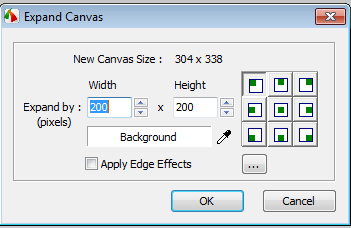 Expand Canvas
New Canvas Size : 304 x 338
Width Height
Expand by : 200 x 200
(pixels)
Background
Apply Edge Effects ...
OK Cancel